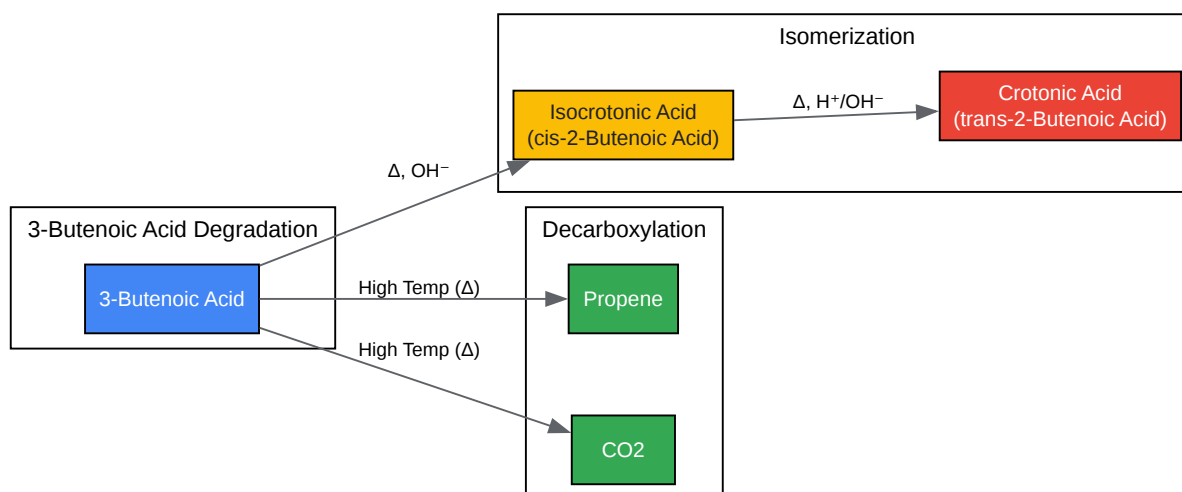 Isomerization
Isocrotonic Acid
(cis-2-Butenoic Acid)
Δ, H⁺/OH⁻
Crotonic Acid
(trans-2-Butenoic Acid)
Δ, OH⁻
3-Butenoic Acid Degradation
3-Butenoic Acid
High Temp (Δ)
High Temp (Δ)
Decarboxylation
Propene
CO2